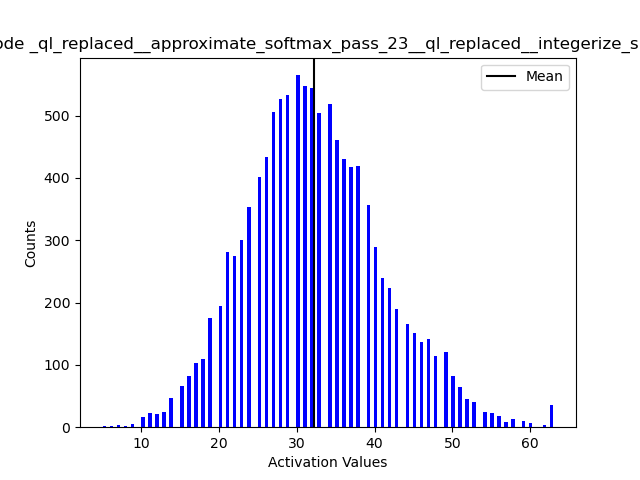 ode _ql_replaced__approximate_softmax_pass_23__ql_replaced__integerize_s
Mean
500
400
300
200
100
0
Counts
10 20 30 40 50 60
Activation Values